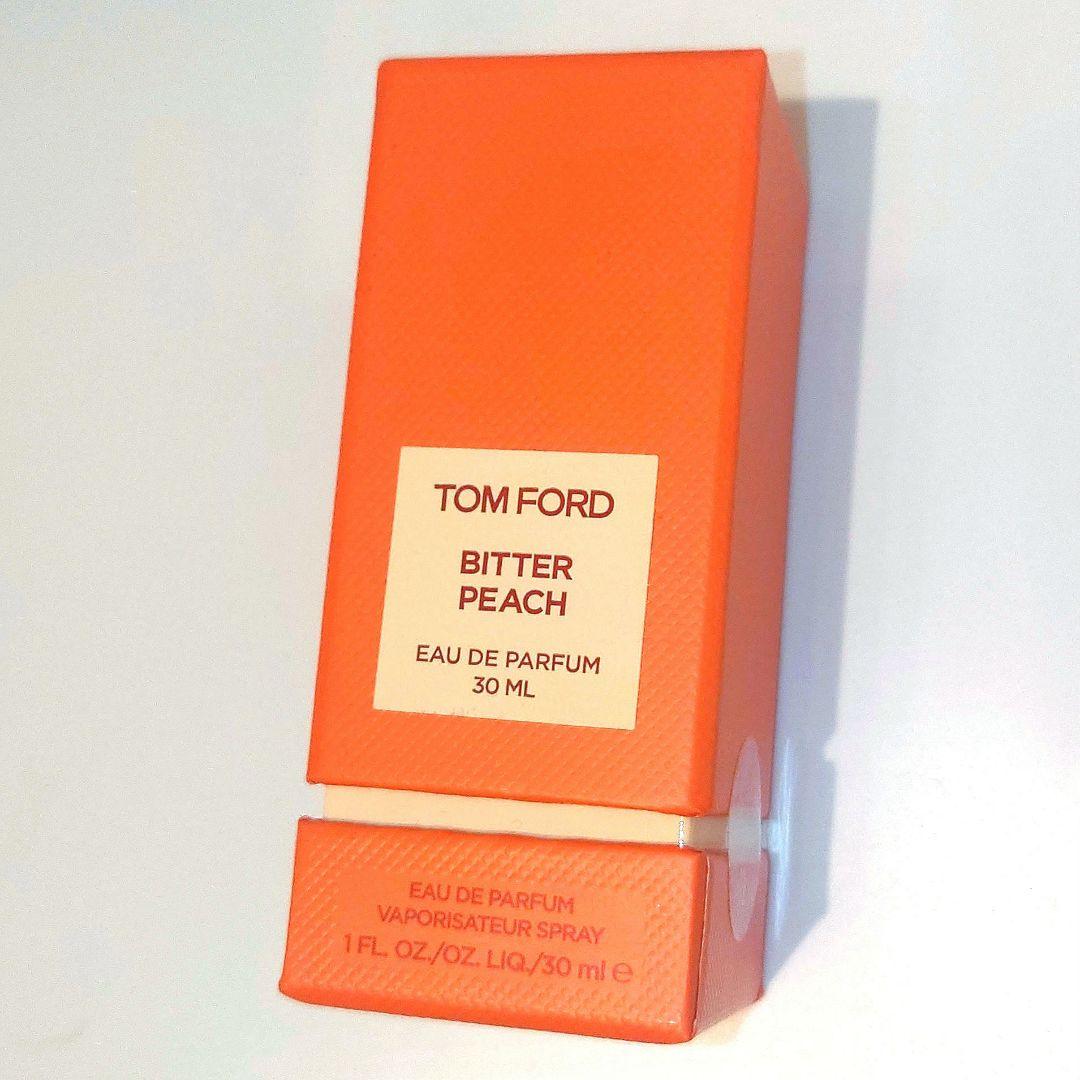 TOM FORD
BITTER
PEACH
EAU DE PARFUM
30 ML
EAU DE PARFUM
VAPORISATEUR SPRAY
1 FL. OZ./OZ. LIQ./30 ml ℮